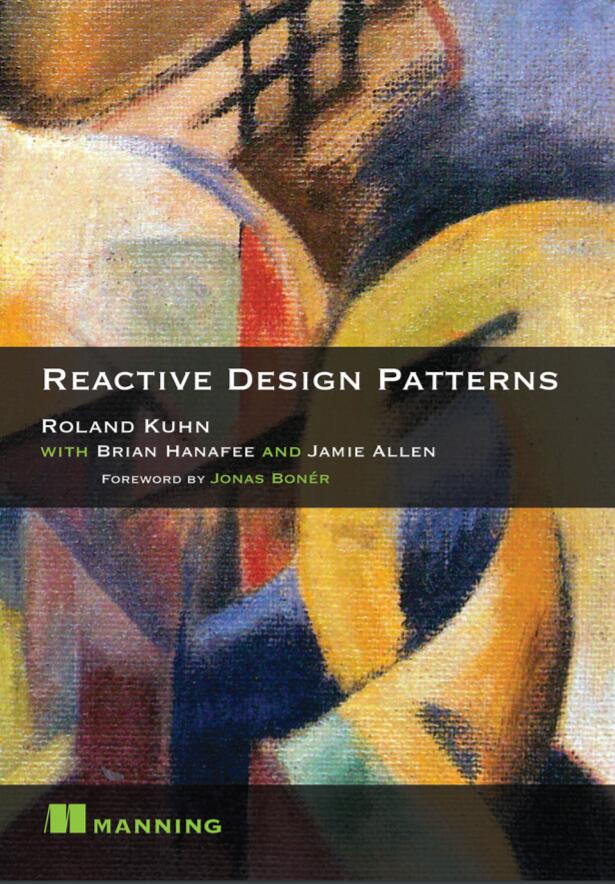 REACTIVE DESIGN PATTERNS
ROLAND KUHN
WITH BRIAN HANAFEE AND JAMIE ALLEN
FOREWORD BY JONAS BONÉR
MANNING